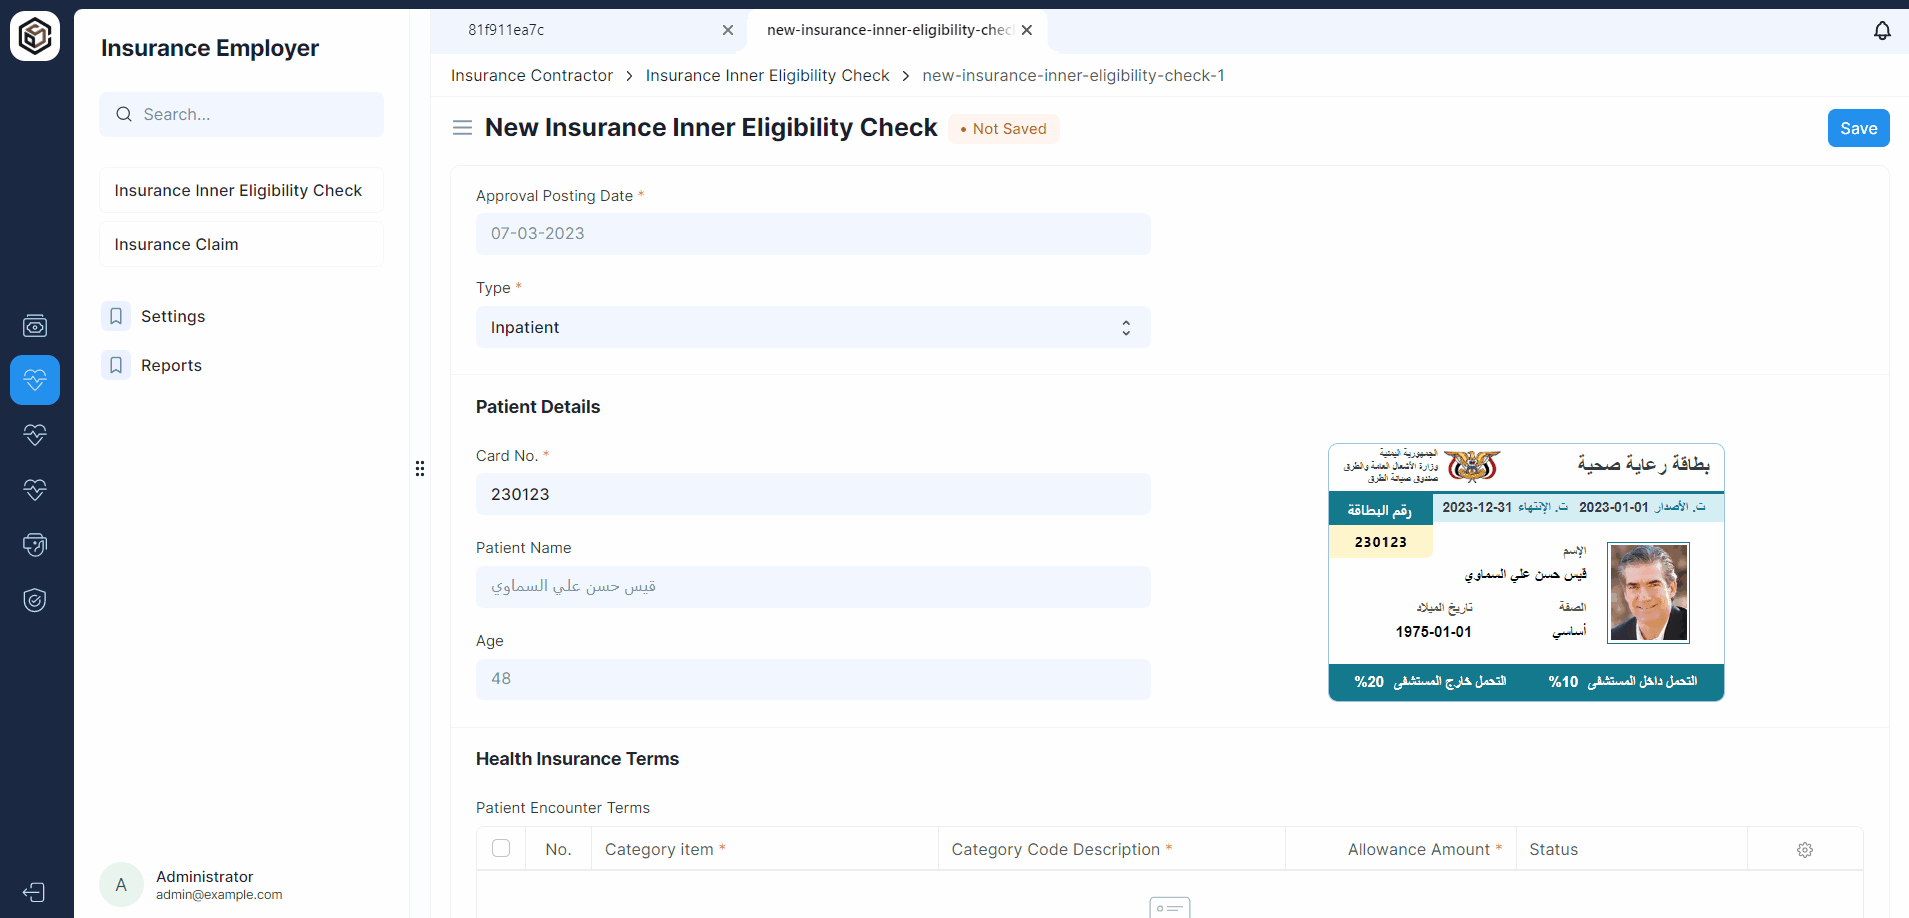 Insurance Employer
Search...
Insurance Inner Eligibility Check
Insurance Claim
Settings
Reports
A
Administrator
admin@example.com
81f911ea7c
new-insurance-inner-eligibility-chec
Insurance Contractor > Insurance Inner Eligibility Check > new-insurance-inner-eligibility-check-1
New Insurance Inner Eligibility Check
• Not Saved
Save
Approval Posting Date *
07-03-2023
Type *
Inpatient
Patient Details
Card No. *
230123
Patient Name
قيس حسن علي السماوي
Age
48
بطاقة رعاية صحية
الجمهورية اليمنية
وزارة الأشغال العامة والطرق
صندوق صيانة الطرق
ت. الأصدار 2023-01-01 ت. الإنتهاء 2023-12-31
رقم البطاقة
230123
الإسم
قيس حسن علي السماوي
الصفة تاريخ الميلاد
أساسي 1975-01-01
التحمل داخل المستشفى 10% التحمل خارج المستشفى 20%
Health Insurance Terms
Patient Encounter Terms
No. Category item * Category Code Description * Allowance Amount * Status